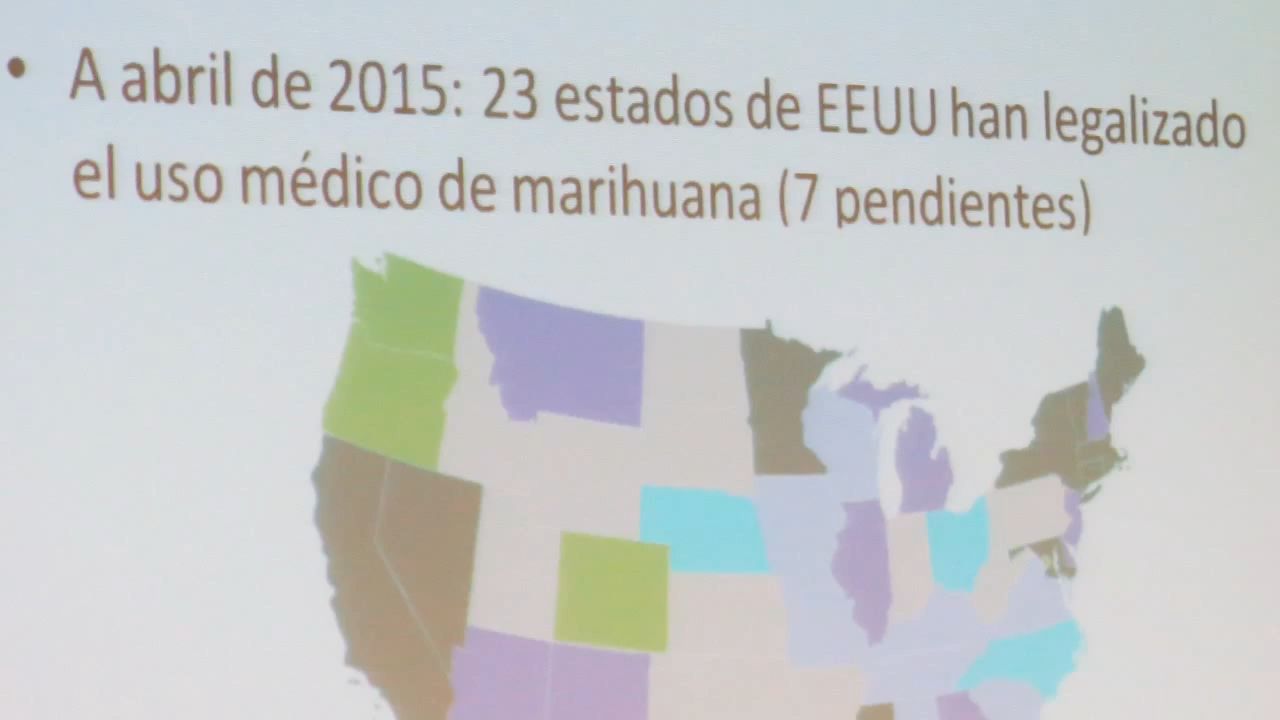 • A abril de 2015: 23 estados de EEUU han legalizado
el uso médico de marihuana (7 pendientes)